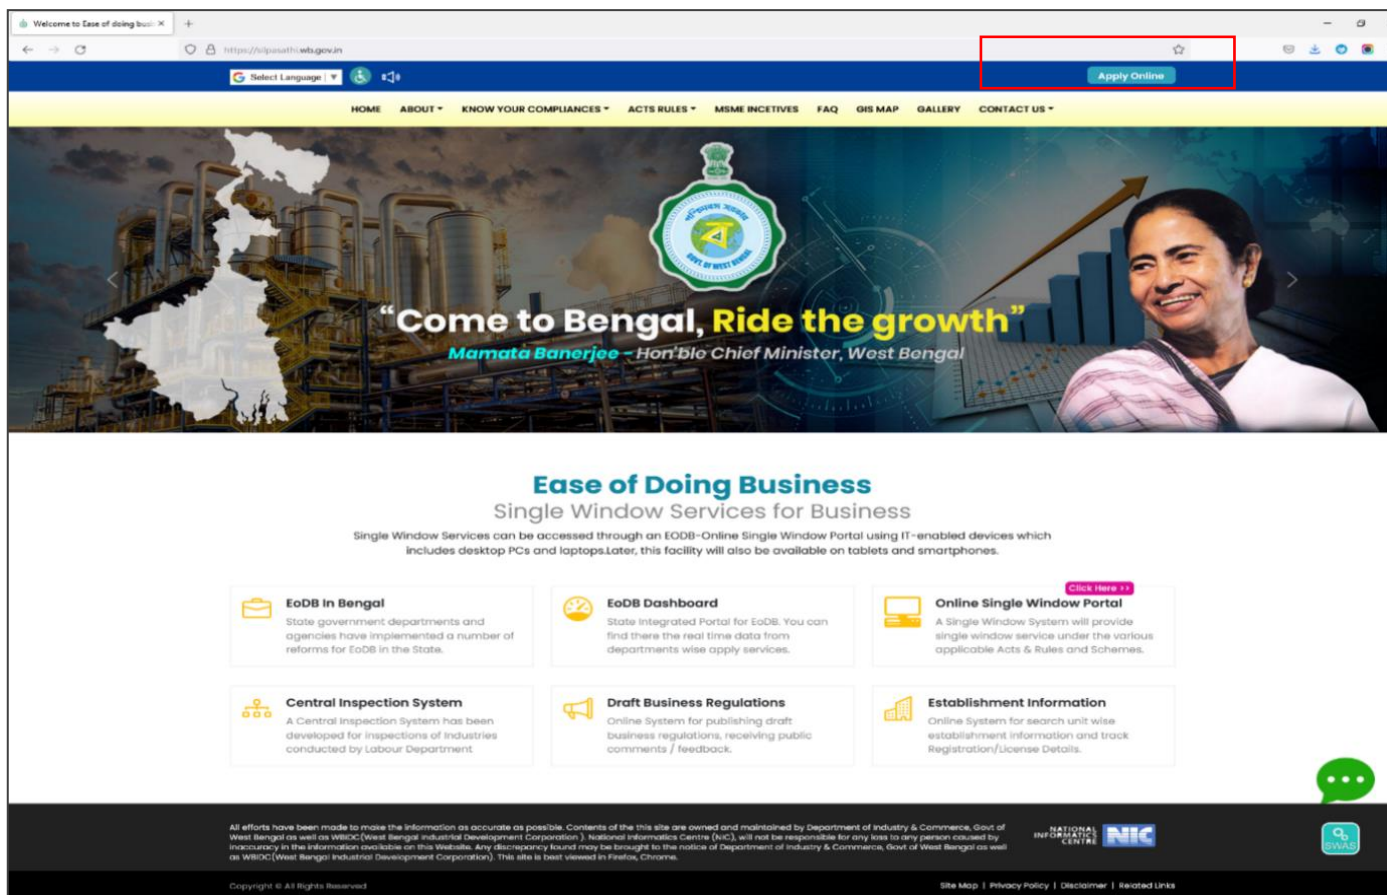 Welcome to Ease of doing busi
https://silpasathi.wb.gov.in
Select Language
Apply Online
HOME ABOUT KNOW YOUR COMPLIANCES ACTS RULES MSME INCETIVES FAQ GIS MAP GALLERY CONTACT US
পশ্চিমবঙ্গ সরকার
ব
GOVT. OF WEST BENGAL
“Come to Bengal, Ride the growth”
Mamata Banerjee - Hon'ble Chief Minister, West Bengal
Ease of Doing Business
Single Window Services for Business
Single Window Services can be accessed through an EODB-Online Single Window Portal using IT-enabled devices which
includes desktop PCs and laptops.Later, this facility will also be available on tablets and smartphones.
Click Here >>
EoDB In Bengal
State government departments and
agencies have implemented a number of
reforms for EoDB in the State.
EoDB Dashboard
State Integrated Portal for EoDB. You can
find there the real time data from
departments wise apply services.
Online Single Window Portal
A Single Window System will provide
single window service under the various
applicable Acts & Rules and Schemes.
Central Inspection System
A Central Inspection System has been
developed for inspections of Industries
conducted by Labour Department
Draft Business Regulations
Online System for publishing draft
business regulations, receiving public
comments / feedback.
Establishment Information
Online System for search unit wise
establishment information and track
Registration/License Details.
All efforts have been made to make the information as accurate as possible. Contents of the this site are owned and maintained by Department of Industry & Commerce, Govt of
West Bengal as well as WBIDC(West Bengal Industrial Development Corporation ). National Informatics Centre (NIC), will not be responsible for any loss to any person caused by
inaccuracy in the information available on this Website. Any discrepancy found may be brought to the notice of Department of Industry & Commerce, Govt of West Bengal as well
as WBIDC(West Bengal Industrial Development Corporation). This site is best viewed in Firefox, Chrome.
NATIONAL
INFORMATICS
CENTRE
NIC
SWAS
Copyright © All Rights Reserved
Site Map | Privacy Policy | Disclaimer | Related Links